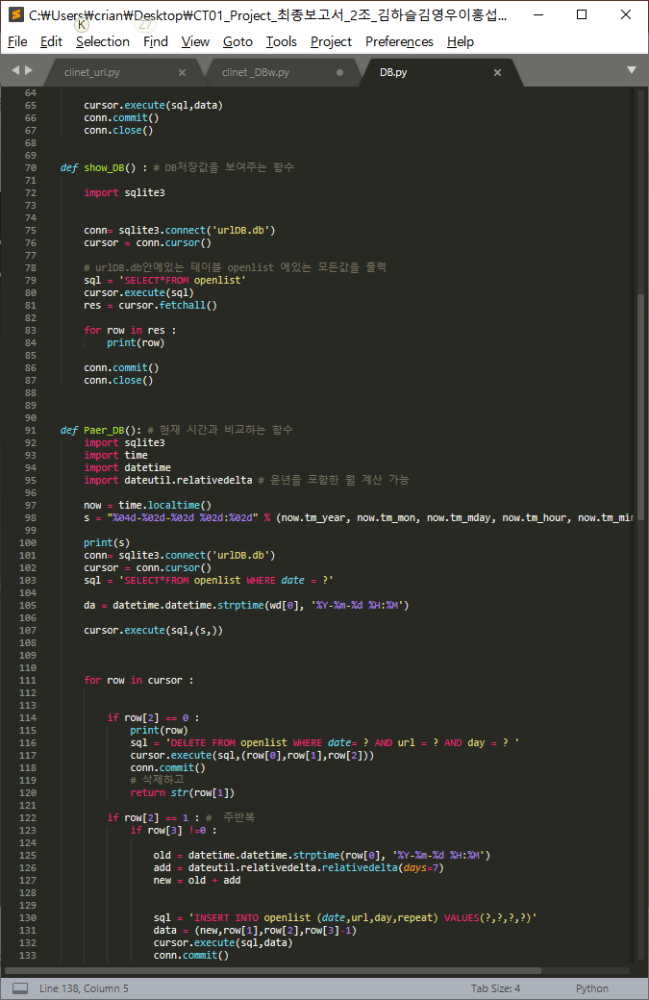 C:₩Users₩crian₩Desktop₩CT01_Project_최종보고서_2조_김하슬김영우이홍섭...
File Edit Selection Find View Goto Tools Project Preferences Help
clinet_url.py clinet _DBw.py DB.py
64
65 cursor.execute(sql,data)
66 conn.commit()
67 conn.close()
68
69
70 def show_DB() : # DB저장값을 보여주는 함수
71
72 import sqlite3
73
74
75 conn= sqlite3.connect('urlDB.db')
76 cursor = conn.cursor()
77
78 # urlDB.db안에있는 테이블 openlist 에있는 모든값을 출력
79 sql = 'SELECT*FROM openlist'
80 cursor.execute(sql)
81 res = cursor.fetchall()
82
83 for row in res :
84 print(row)
85
86 conn.commit()
87 conn.close()
88
89
90
91 def Paer_DB(): # 현재 시간과 비교하는 함수
92 import sqlite3
93 import time
94 import datetime
95 import dateutil.relativedelta # 윤년을 포함한 월 계산 가능
96
97 now = time.localtime()
98 s = "%04d-%02d-%02d %02d:%02d" % (now.tm_year, now.tm_mon, now.tm_mday, now.tm_hour, now.tm_min
99
100 print(s)
101 conn= sqlite3.connect('urlDB.db')
102 cursor = conn.cursor()
103 sql = 'SELECT*FROM openlist WHERE date = ?'
104
105 da = datetime.datetime.strptime(wd[0], '%Y-%m-%d %H:%M')
106
107 cursor.execute(sql,(s,))
108
109
110
111 for row in cursor :
112
113
114 if row[2] == 0 :
115 print(row)
116 sql = 'DELETE FROM openlist WHERE date= ? AND url = ? AND day = ? '
117 cursor.execute(sql,(row[0],row[1],row[2]))
118 conn.commit()
119 # 삭제하고
120 return str(row[1])
121
122 if row[2] == 1 : # 주반복
123 if row[3] !=0 :
124
125 old = datetime.datetime.strptime(row[0], '%Y-%m-%d %H:%M')
126 add = dateutil.relativedelta.relativedelta(days=7)
127 new = old + add
128
129
130 sql = 'INSERT INTO openlist (date,url,day,repeat) VALUES(?,?,?,?)'
131 data = (new,row[1],row[2],row[3]-1)
132 cursor.execute(sql,data)
133 conn.commit()
Line 138, Column 5 Tab Size: 4 Python